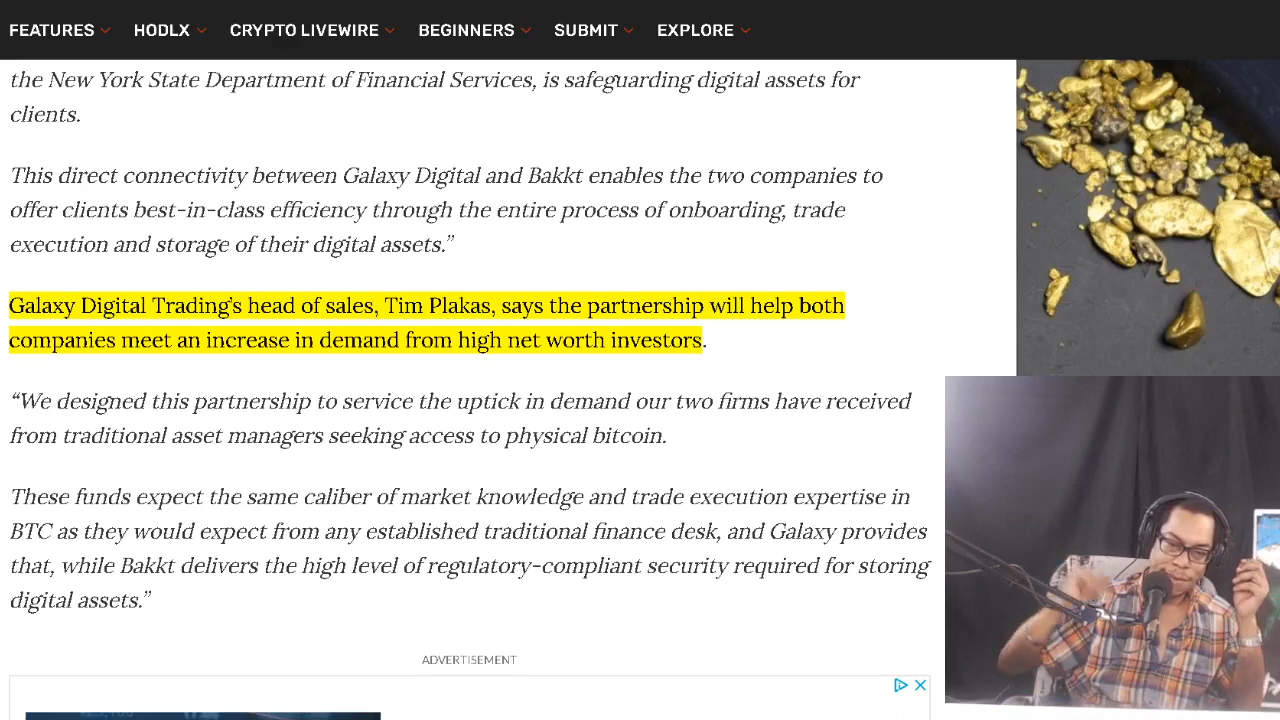 FEATURES HODLX CRYPTO LIVEWIRE BEGINNERS SUBMIT EXPLORE
the New York State Department of Financial Services, is safeguarding digital assets for
clients.
This direct connectivity between Galaxy Digital and Bakkt enables the two companies to
offer clients best-in-class efficiency through the entire process of onboarding, trade
execution and storage of their digital assets.”
Galaxy Digital Trading’s head of sales, Tim Plakas, says the partnership will help both
companies meet an increase in demand from high net worth investors.
“We designed this partnership to service the uptick in demand our two firms have received
from traditional asset managers seeking access to physical bitcoin.
These funds expect the same caliber of market knowledge and trade execution expertise in
BTC as they would expect from any established traditional finance desk, and Galaxy provides
that, while Bakkt delivers the high level of regulatory-compliant security required for storing
digital assets.”
ADVERTISEMENT